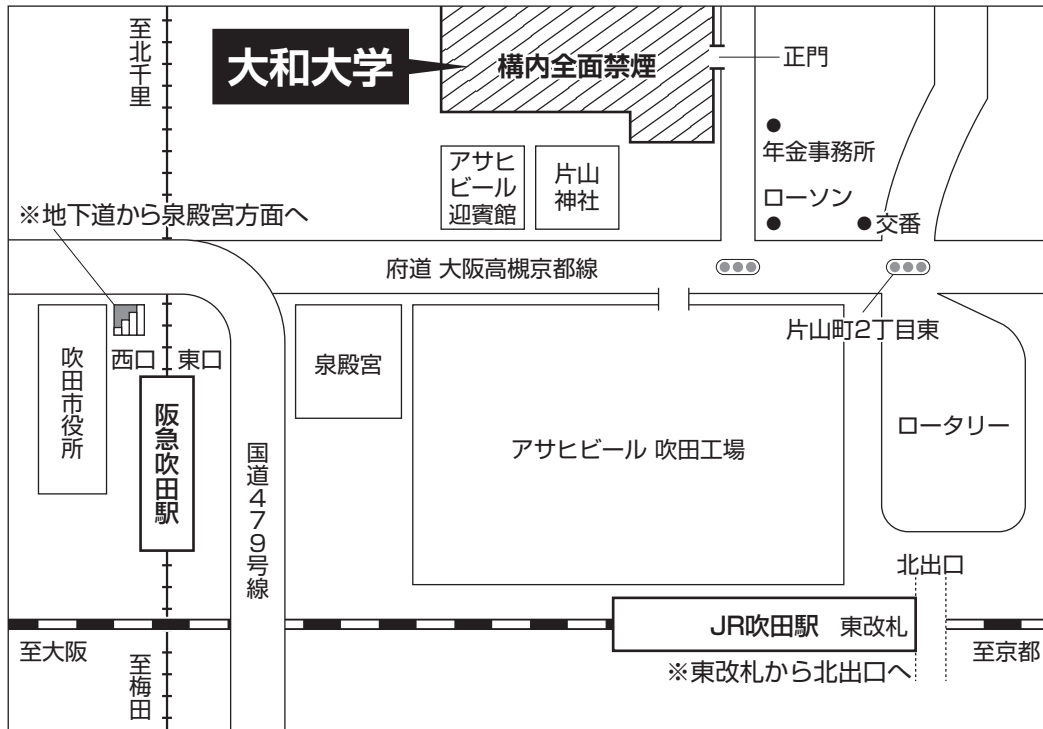 至北千里
大和大学
構内全面禁煙
正門
年金事務所
アサヒ
ビール
迎賓館
片山
神社
ローソン
交番
※地下道から泉殿宮方面へ
府道 大阪高槻京都線
片山町2丁目東
吹田市役所
西口
東口
阪急吹田駅
泉殿宮
国道479号線
アサヒビール 吹田工場
ロータリー
北出口
JR吹田駅 東改札
至大阪
至梅田
※東改札から北出口へ
至京都